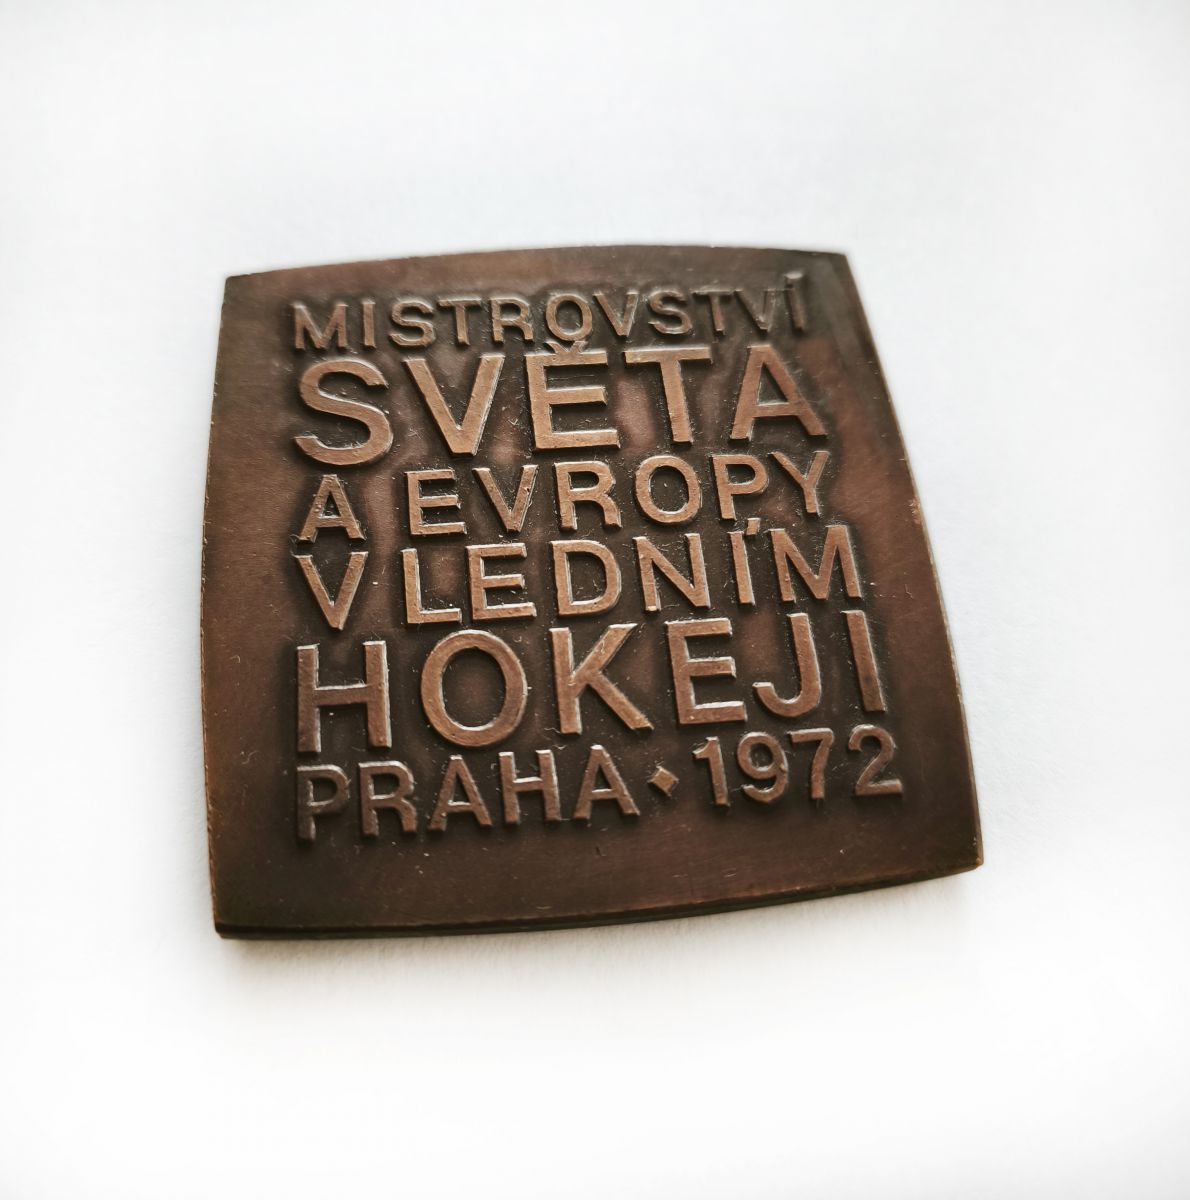 MISTROVSTVÍ
SVĚTA
A EVROPY
V LEDNÍM
HOKEJI
PRAHA · 1972